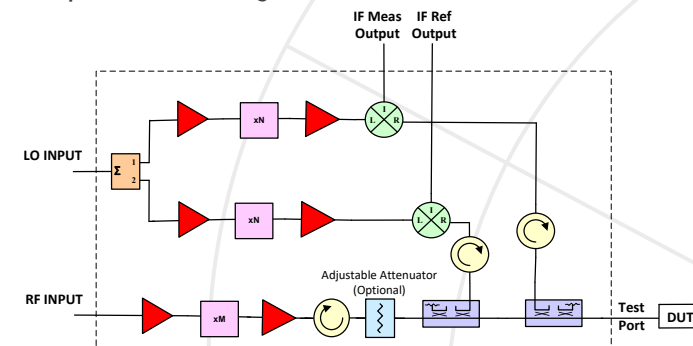 IF Meas Output
IF Ref Output
LO INPUT
Σ
1
2
xN
L
I
R
xN
L
I
R
Adjustable Attenuator
(Optional)
RF INPUT
xM
Test
Port
DUT